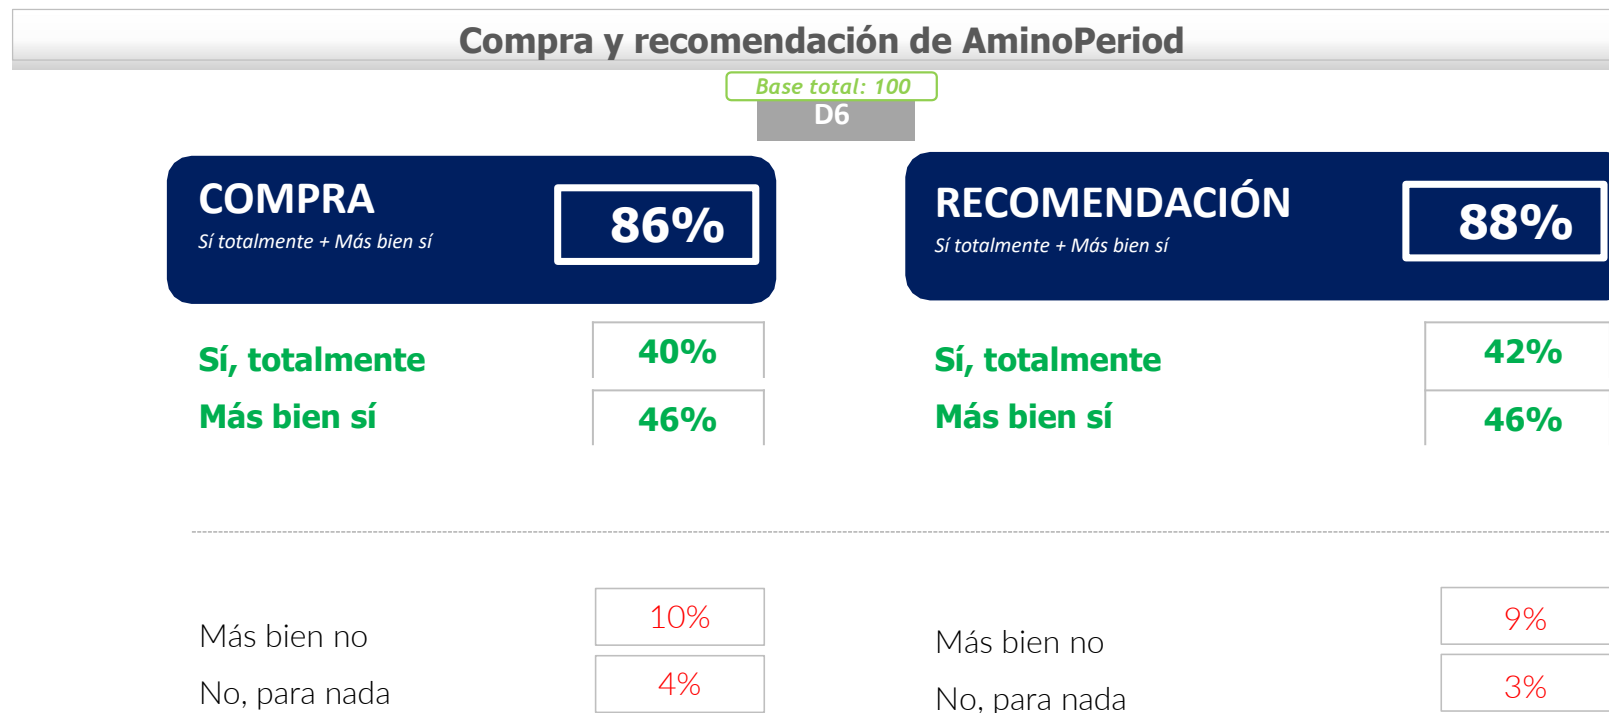 Compra y recomendación de AminoPeriod
Base total: 100
D6
COMPRA
Sí totalmente + Más bien sí
86%
RECOMENDACIÓN
Sí totalmente + Más bien sí
88%
Sí, totalmente 40%
Más bien sí 46%
Sí, totalmente 42%
Más bien sí 46%
Más bien no 10%
No, para nada 4%
Más bien no 9%
No, para nada 3%